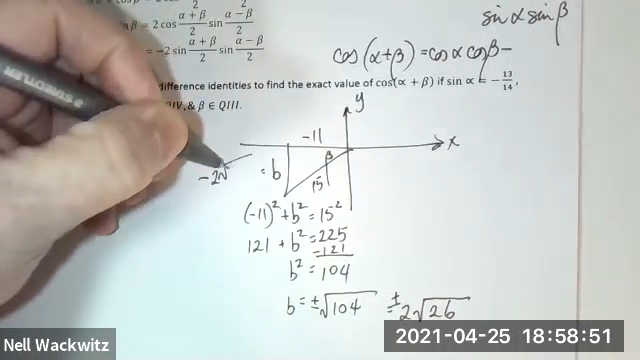 sin α sin β
β = 2 cos α+β/2 sin α−β/2
= −2 sin α+β/2 sin α−β/2
cos (α+β) = cos α cos β −
difference identities to find the exact value of cos(α + β) if sin α = −13/14,
QIV, & β ∈ QIII.
y
−11
x
β
−2√
= b
15
(−11)² + b² = 15²
121 + b² = 225
−121
b² = 104
b = ±√104 ±2√26
Nell Wackwitz
2021-04-25 18:58:51